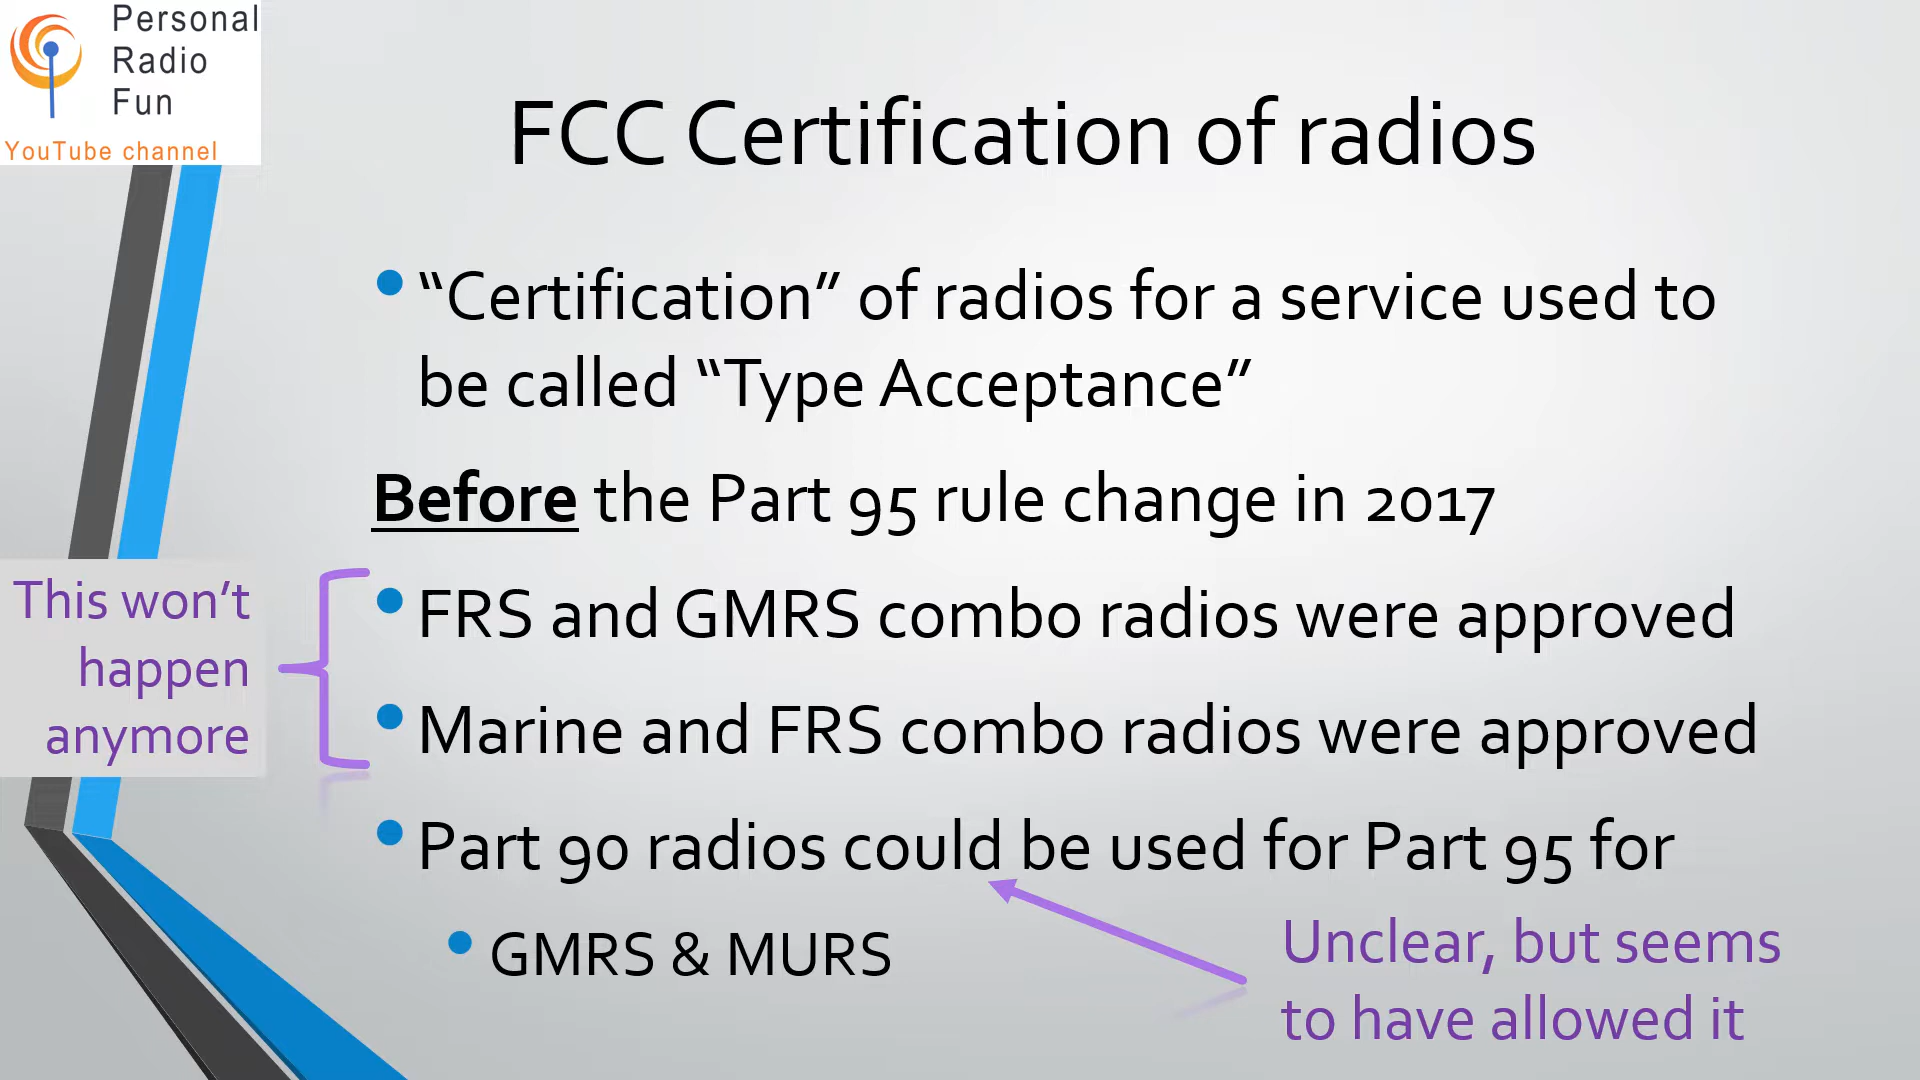 Personal
Radio
Fun
YouTube channel
FCC Certification of radios
“Certification” of radios for a service used to
be called “Type Acceptance”
Before the Part 95 rule change in 2017
This won’t
happen
anymore
FRS and GMRS combo radios were approved
Marine and FRS combo radios were approved
Part 90 radios could be used for Part 95 for
GMRS & MURS
Unclear, but seems
to have allowed it